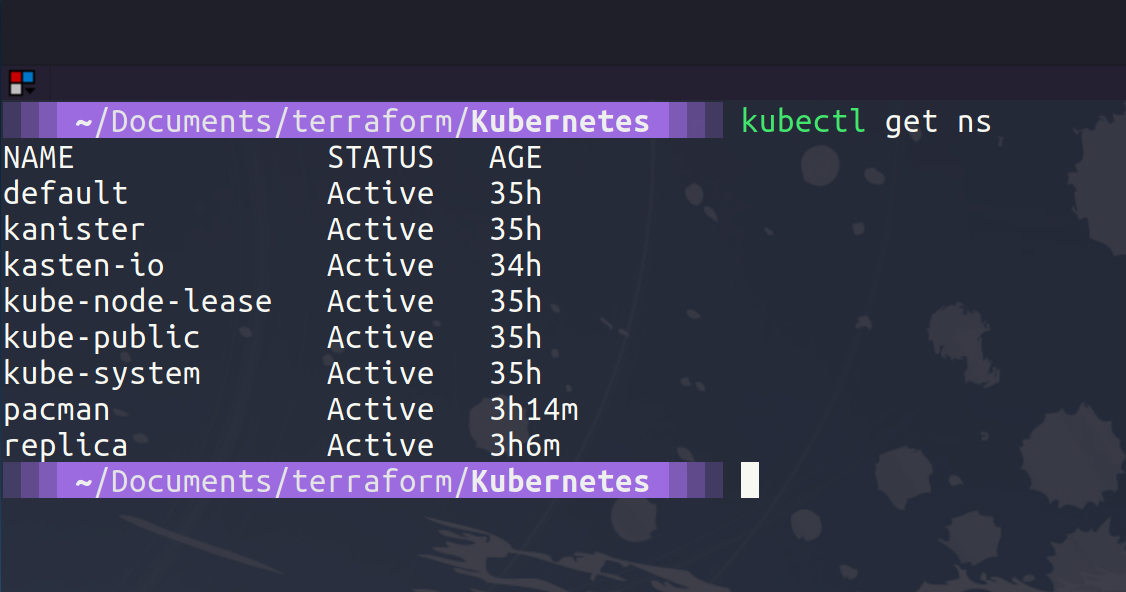 ~/Documents/terraform/Kubernetes kubectl get ns
NAME STATUS AGE
default Active 35h
kanister Active 35h
kasten-io Active 34h
kube-node-lease Active 35h
kube-public Active 35h
kube-system Active 35h
pacman Active 3h14m
replica Active 3h6m
~/Documents/terraform/Kubernetes